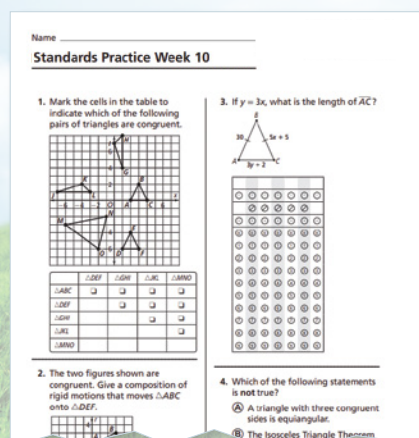 Name
Standards Practice Week 10
1. Mark the cells in the table to
indicate which of the following
pairs of triangles are congruent.
△DEF △GHI △JKL △MNO
△ABC
△DEF
△GHI
△JKL
△MNO
2. The two figures shown are
congruent. Give a composition of
rigid motions that moves △ABC
onto △DEF.
3. If y = 3x, what is the length of AC?
B
30 5x + 5
A C
3y + 2
4. Which of the following statements
is not true?
A A triangle with three congruent
sides is equiangular.
B The Isosceles Triangle Theorem